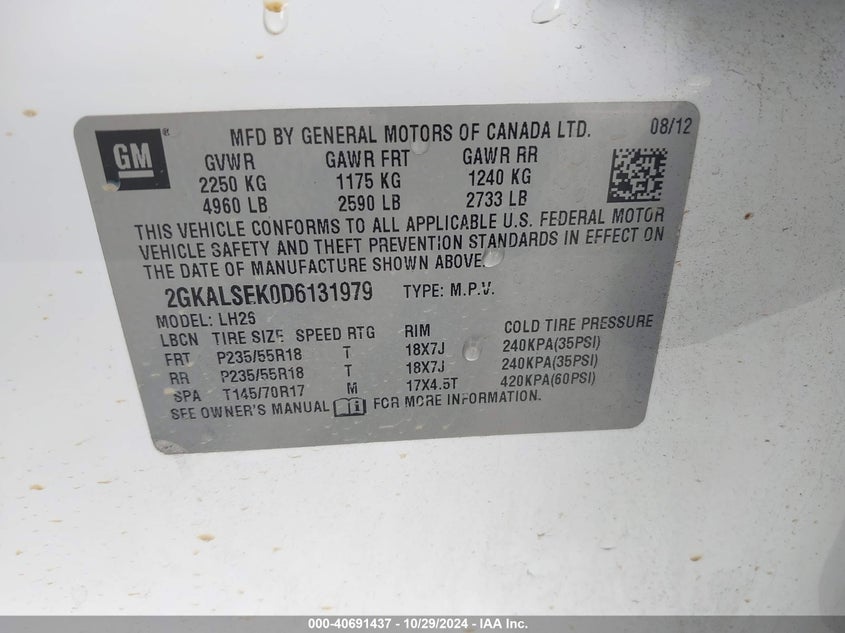 GM®
MFD BY GENERAL MOTORS OF CANADA LTD. 08/12
GVWR GAWR FRT GAWR RR
2250 KG 1175 KG 1240 KG
4960 LB 2590 LB 2733 LB
THIS VEHICLE CONFORMS TO ALL APPLICABLE U.S. FEDERAL MOTOR
VEHICLE SAFETY AND THEFT PREVENTION STANDARDS IN EFFECT ON
THE DATE OF MANUFACTURE SHOWN ABOVE
2GKALSEK0D6131979 TYPE: M.P.V.
MODEL: LH26
LBCN TIRE SIZE SPEED RTG RIM COLD TIRE PRESSURE
FRT P235/55R18 T 18X7J 240KPA(35PSI)
RR P235/55R18 T 18X7J 240KPA(35PSI)
SPA T145/70R17 M 17X4.5T 420KPA(60PSI)
SEE OWNER'S MANUAL FOR MORE INFORMATION.
000-40691437 - 10/29/2024 - IAA Inc.